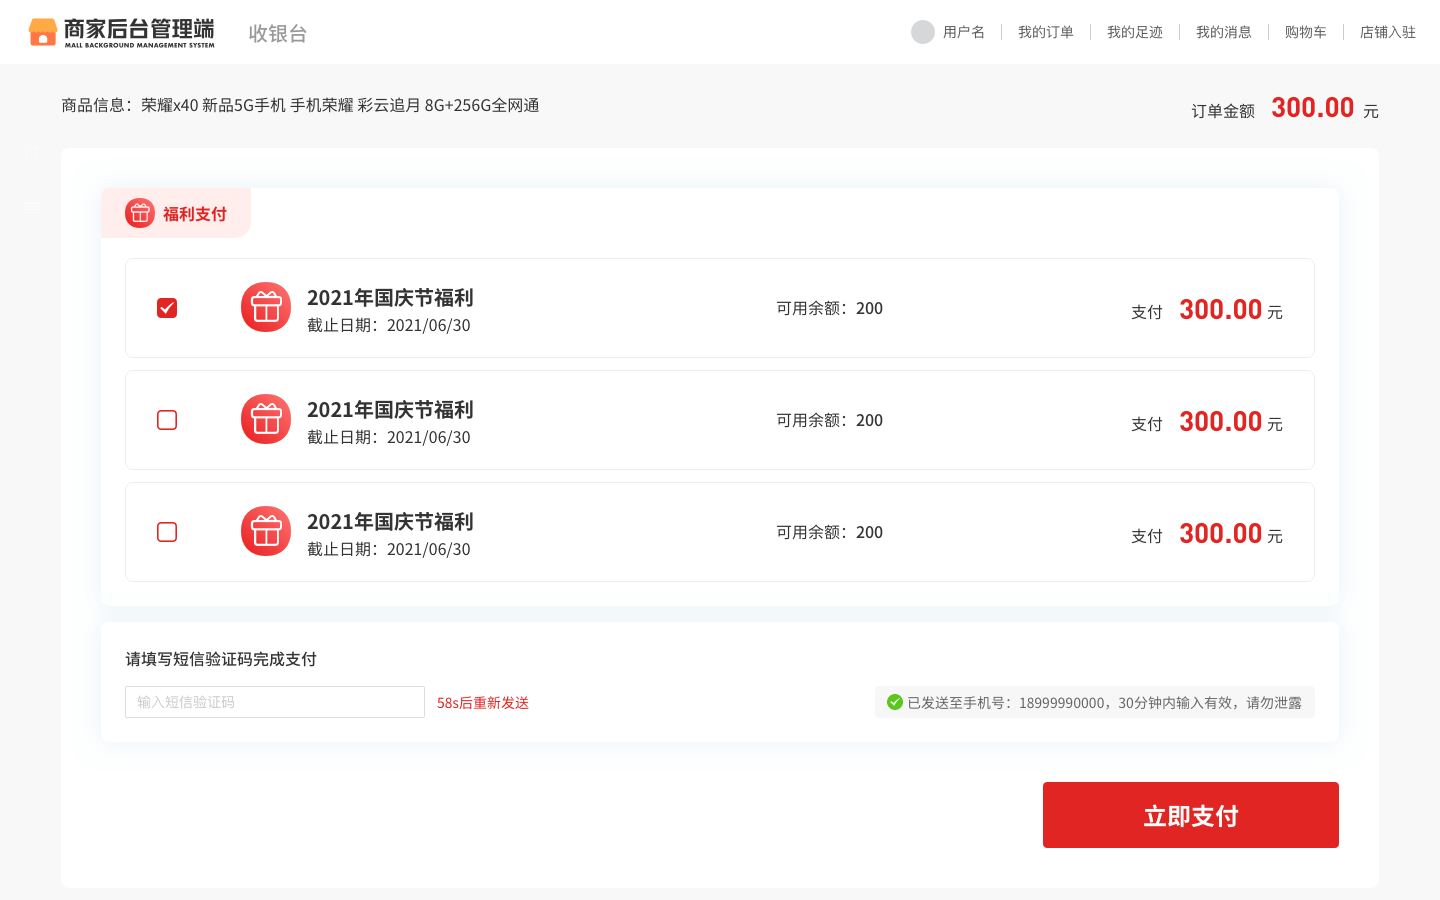 商家后台管理端
MALL BACKGROUND MANAGEMENT SYSTEM
收银台
用户名
我的订单
我的足迹
我的消息
购物车
店铺入驻
商品信息：荣耀x40 新品5G手机 手机荣耀 彩云追月 8G+256G全网通
订单金额 300.00 元
福利支付
2021年国庆节福利
截止日期：2021/06/30
可用余额：200
支付 300.00 元
2021年国庆节福利
截止日期：2021/06/30
可用余额：200
支付 300.00 元
2021年国庆节福利
截止日期：2021/06/30
可用余额：200
支付 300.00 元
请填写短信验证码完成支付
输入短信验证码
58s后重新发送
已发送至手机号：18999990000，30分钟内输入有效，请勿泄露
立即支付